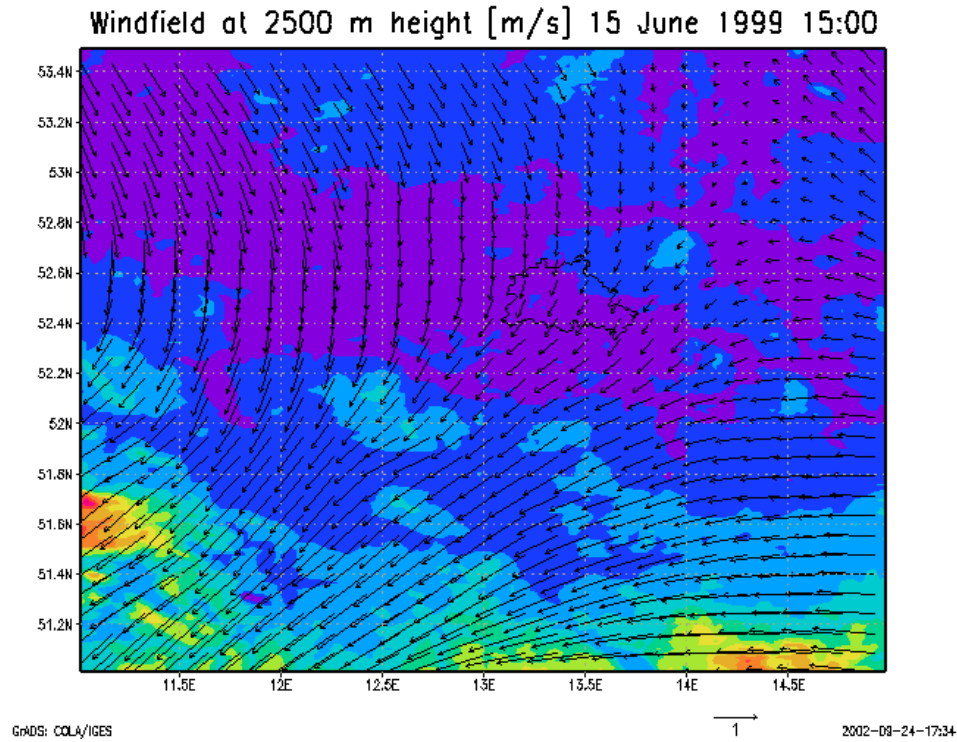 Windfield at 2500 m height [m/s] 15 June 1999 15:00
53.4N
53.2N
53N
52.8N
52.6N
52.4N
52.2N
52N
51.8N
51.6N
51.4N
51.2N
11.5E 12E 12.5E 13E 13.5E 14E 14.5E
1
GrADS: COLA/IGES 2002-09-24-17:34